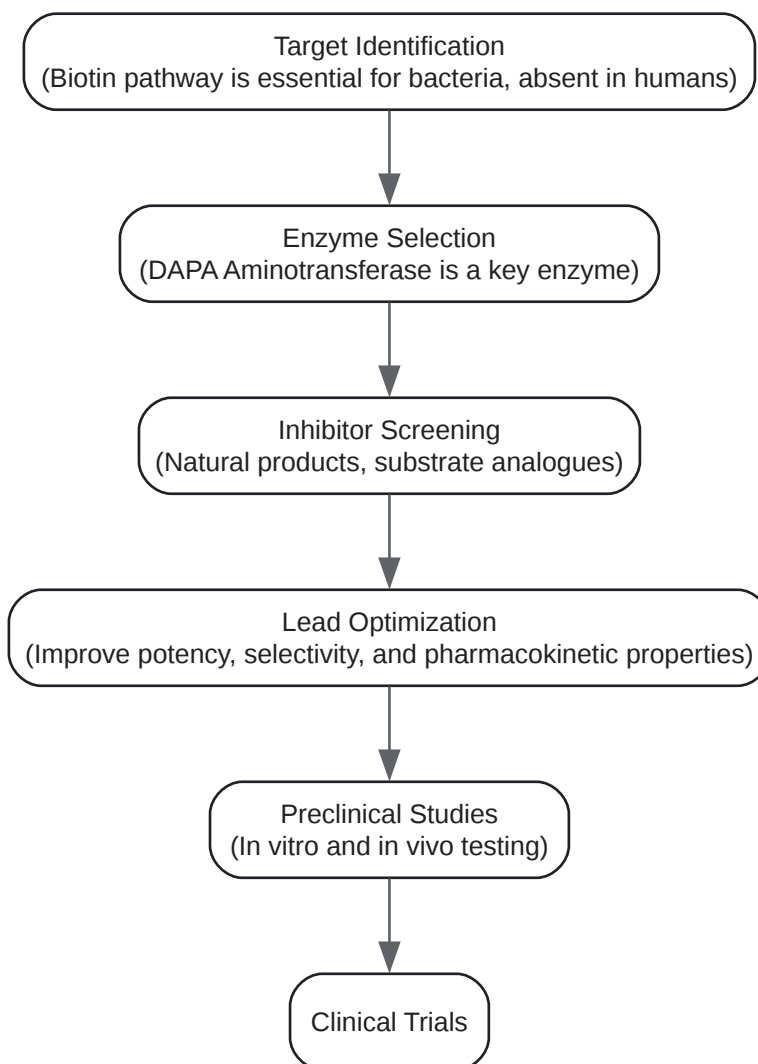 Target Identification
(Biotin pathway is essential for bacteria, absent in humans)
Enzyme Selection
(DAPA Aminotransferase is a key enzyme)
Inhibitor Screening
(Natural products, substrate analogues)
Lead Optimization
(Improve potency, selectivity, and pharmacokinetic properties)
Preclinical Studies
(In vitro and in vivo testing)
Clinical Trials